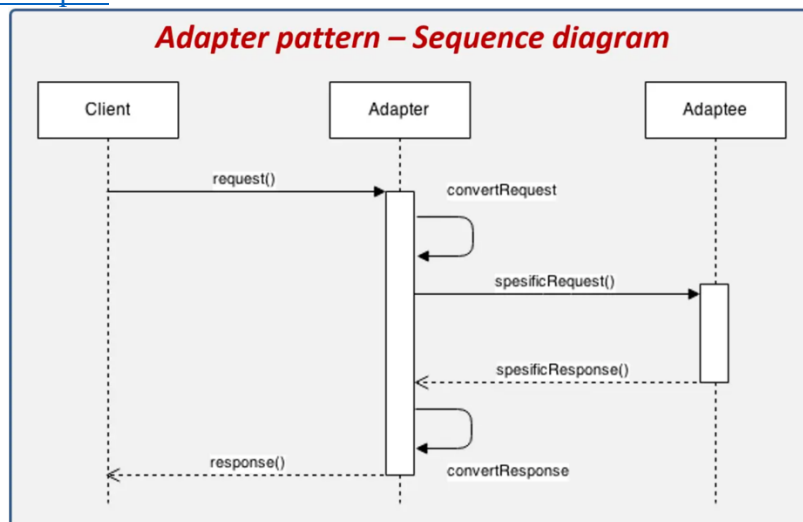 Adapter pattern – Sequence diagram
Client
Adapter
Adaptee
request()
convertRequest
spesificRequest()
spesificResponse()
response()
convertResponse